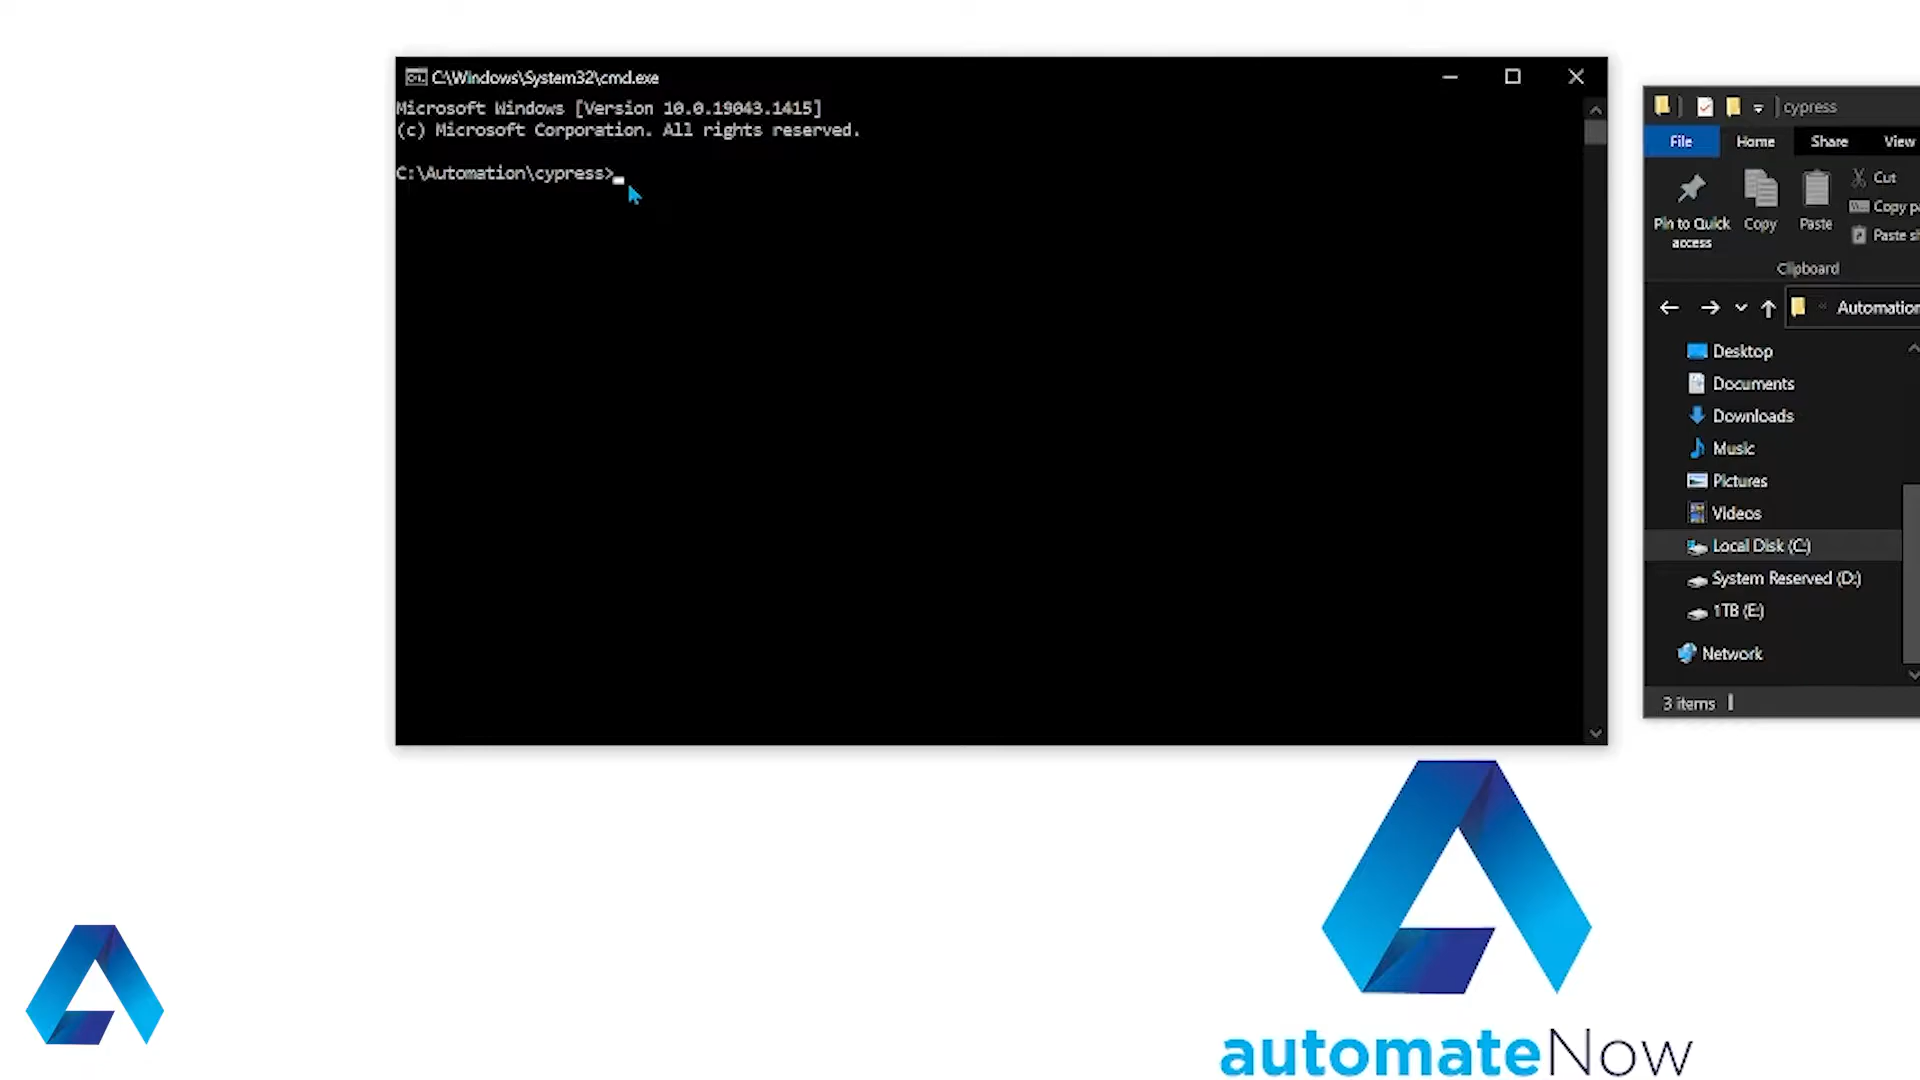 C:\Windows\System32\cmd.exe
Microsoft Windows [Version 10.0.19043.1415]
(c) Microsoft Corporation. All rights reserved.
C:\Automation\cypress>
cypress
File Home Share View
Cut
Copy
Paste
Pin to Quick access Copy Paste
Clipboard
Automation
Desktop
Documents
Downloads
Music
Pictures
Videos
Local Disk (C:)
System Reserved (D:)
1TB (E:)
Network
3 items
automateNow